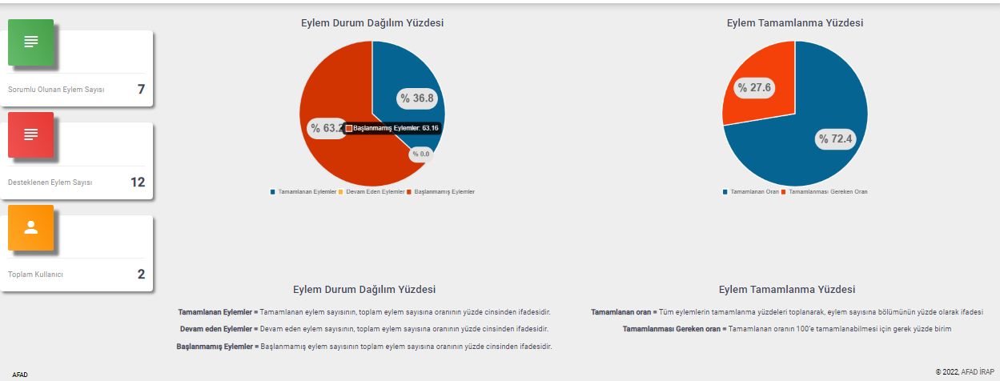 Sorumlu Olunan Eylem Sayısı 7
Desteklenen Eylem Sayısı 12
Toplam Kullanıcı 2
Eylem Durum Dağılım Yüzdesi
% 36.8
% 63.2
Başlanmamış Eylemler: 63.16
% 0.0
Tamamlanan Eylemler Devam Eden Eylemler Başlanmamış Eylemler
Eylem Tamamlanma Yüzdesi
% 27.6
% 72.4
Tamamlanan Oran Tamamlanması Gereken Oran
Eylem Durum Dağılım Yüzdesi
Tamamlanan Eylemler = Tamamlanan eylem sayısının, toplam eylem sayısına oranının yüzde cinsinden ifadesidir.
Devam eden Eylemler = Devam eden eylem sayısının, toplam eylem sayısına oranının yüzde cinsinden ifadesidir.
Başlanmamış Eylemler = Başlanmamış eylem sayısının toplam eylem sayısına oranının yüzde cinsinden ifadesidir.
Eylem Tamamlanma Yüzdesi
Tamamlanan oran = Tüm eylemlerin tamamlanma yüzdeleri toplanarak, eylem sayısına bölümünün yüzde olarak ifadesi
Tamamlanması Gereken oran = Tamamlanan oranın 100'e tamamlanabilmesi için gerek yüzde birim
AFAD
© 2022, AFAD İRAP